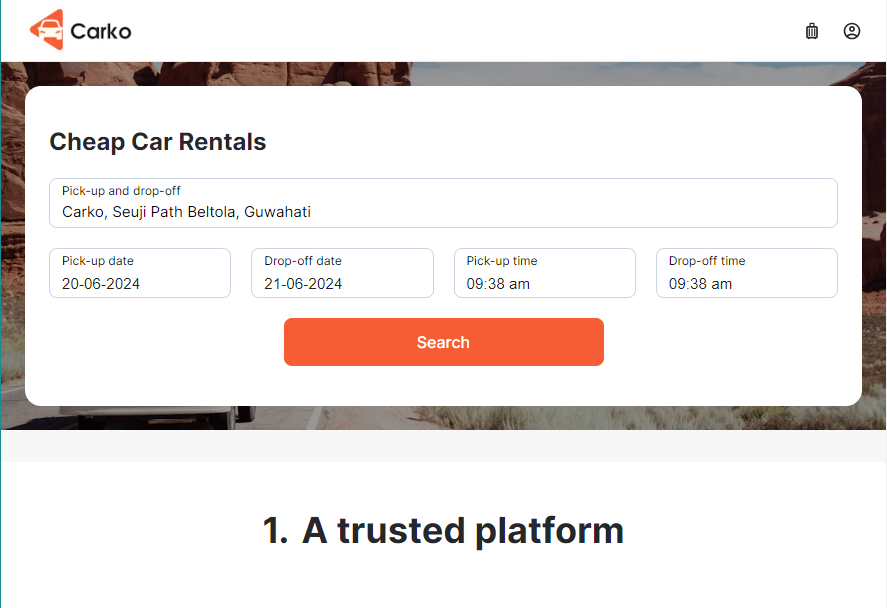 Carko
Cheap Car Rentals
Pick-up and drop-off
Carko, Seuji Path Beltola, Guwahati
Pick-up date
20-06-2024
Drop-off date
21-06-2024
Pick-up time
09:38 am
Drop-off time
09:38 am
Search
1. A trusted platform